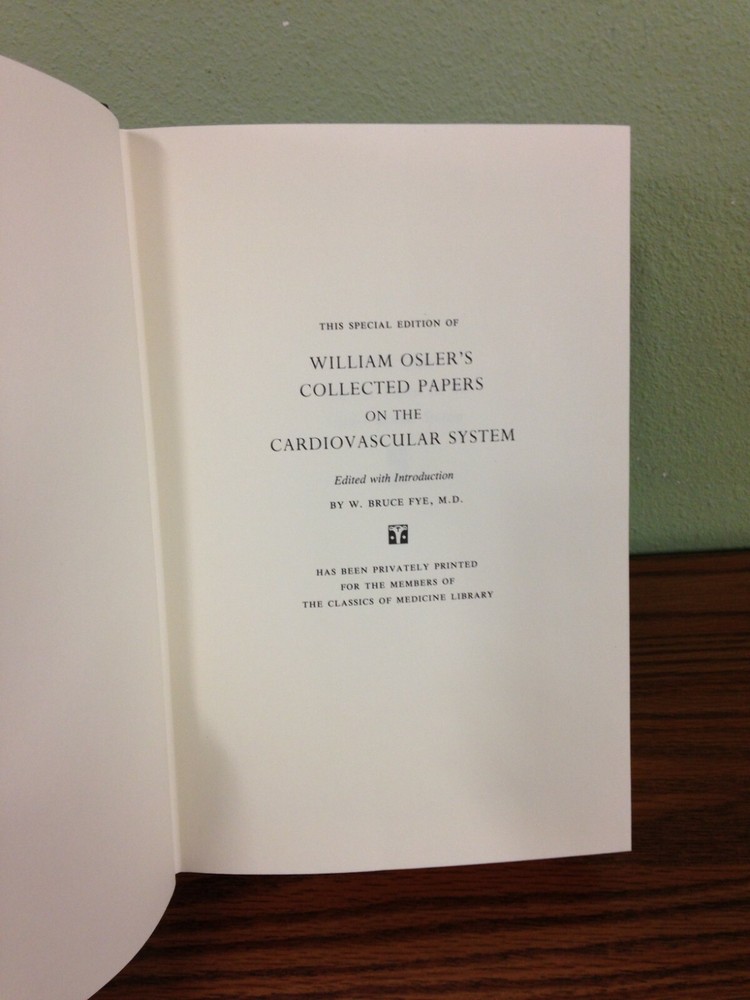 THIS SPECIAL EDITION OF
WILLIAM OSLER'S
COLLECTED PAPERS
ON THE
CARDIOVASCULAR SYSTEM
Edited with Introduction
BY W. BRUCE FYE, M.D.
HAS BEEN PRIVATELY PRINTED
FOR THE MEMBERS OF
THE CLASSICS OF MEDICINE LIBRARY